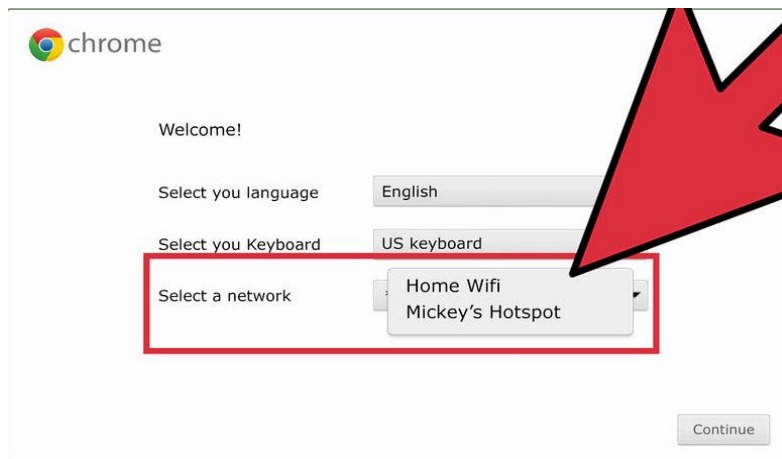 chrome
Welcome!
Select you language
English
Select you Keyboard
US keyboard
Select a network
Home Wifi
Mickey's Hotspot
Continue